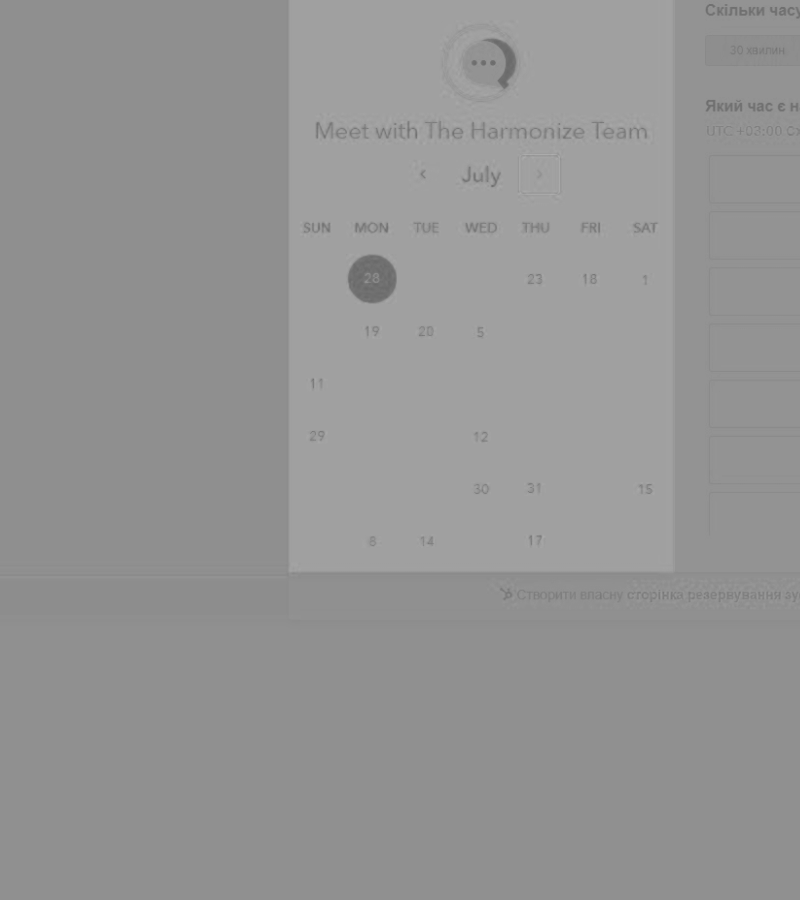 Скільки часу
30 хвилин
Meet with The Harmonize Team
July
Який час є н
UTC +03:00 Сх
SUN MON TUE WED THU FRI SAT
28 23 18 1
19 20 5
11
29 12
30 31 15
8 14 17
Створити власну сторінка резервування зу